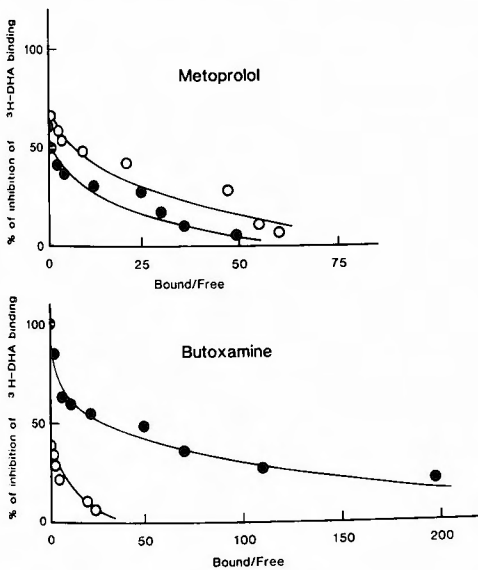 % of inhibition of ³H-DHA binding
100
50
0
Metoprolol
0 25 50 75
Bound/Free
% of inibition of ³H-DHA binding
100
50
0
Butoxamine
0 50 100 150 200
Bound/Free